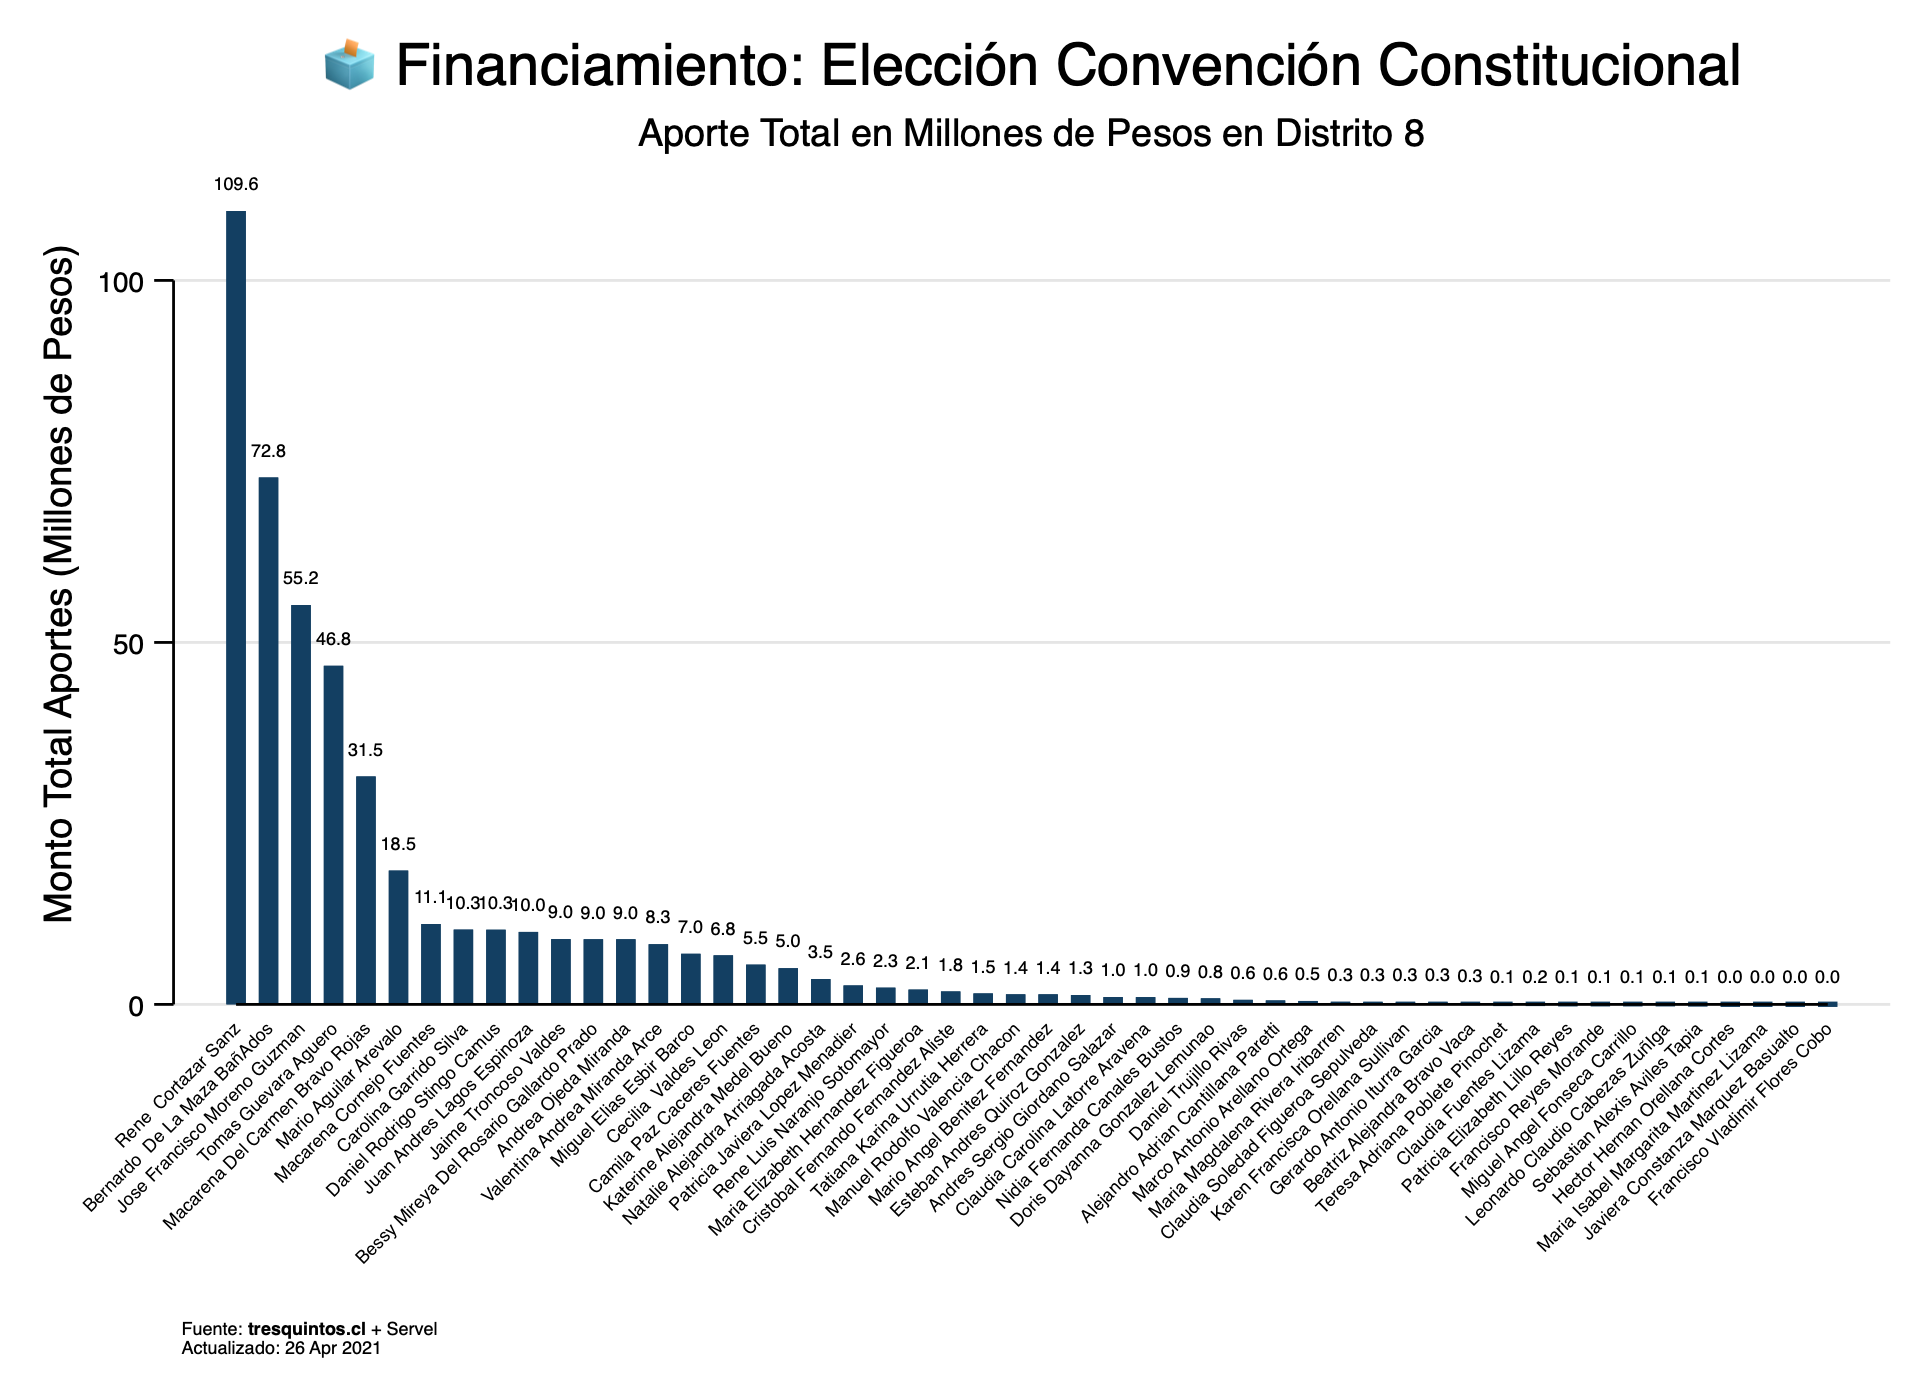 Financiamiento: Elección Convención Constitucional
Aporte Total en Millones de Pesos en Distrito 8
Monto Total Aportes (Millones de Pesos)
100
50
0
109.6
72.8
55.2
46.8
31.5
18.5
11.1
10.3
10.3
10.0
9.0
9.0
9.0
8.3
7.0
6.8
5.5
5.0
3.5
2.6
2.3
2.1
1.8
1.5
1.4
1.4
1.3
1.0
1.0
0.9
0.8
0.6
0.6
0.5
0.3
0.3
0.3
0.3
0.3
0.1
0.2
0.1
0.1
0.1
0.1
0.1
0.0
0.0
0.0
0.0
Rene Cortazar Sanz
Bernardo De La Maza BañAdos
Jose Francisco Moreno Guzman
Tomas Guevara Aguero
Macarena Del Carmen Bravo Rojas
Mario Aguilar Arevalo
Macarena Cornejo Fuentes
Carolina Garrido Silva
Daniel Rodrigo Stingo Camus
Juan Andres Lagos Espinoza
Jaime Troncoso Valdes
Bessy Mireya Del Rosario Gallardo Prado
Andrea Ojeda Miranda
Valentina Andrea Miranda Arce
Miguel Elias Esbir Barco
Cecilia Valdes Leon
Camila Paz Caceres Fuentes
Katerine Alejandra Medel Bueno
Natalie Alejandra Arriagada Acosta
Patricia Javiera Lopez Menadier
Rene Luis Naranjo Sotomayor
Maria Elizabeth Hernandez Figueroa
Cristobal Fernando Fernandez Aliste
Tatiana Karina Urrutia Herrera
Manuel Rodolfo Valencia Chacon
Mario Angel Benitez Fernandez
Esteban Andres Quiroz Gonzalez
Andres Sergio Giordano Salazar
Claudia Carolina Latorre Aravena
Nidia Fernanda Canales Bustos
Doris Dayanna Gonzalez Lemunao
Daniel Trujillo Rivas
Alejandro Adrian Cantillana Paretti
Marco Antonio Arellano Ortega
Maria Magdalena Rivera Iribarren
Claudia Soledad Figueroa Sepulveda
Karen Francisca Orellana Sullivan
Gerardo Antonio Iturra Garcia
Beatriz Alejandra Bravo Vaca
Teresa Adriana Poblete Pinochet
Claudia Fuentes Lizama
Patricia Elizabeth Lillo Reyes
Francisco Reyes Morande
Miguel Angel Fonseca Carrillo
Leonardo Claudio Cabezas Zuñiga
Sebastian Alexis Aviles Tapia
Hector Hernan Orellana Cortes
Maria Isabel Margarita Martinez Lizama
Javiera Constanza Marquez Basualto
Francisco Vladimir Flores Cobo
Fuente: tresquintos.cl + Servel
Actualizado: 26 Apr 2021